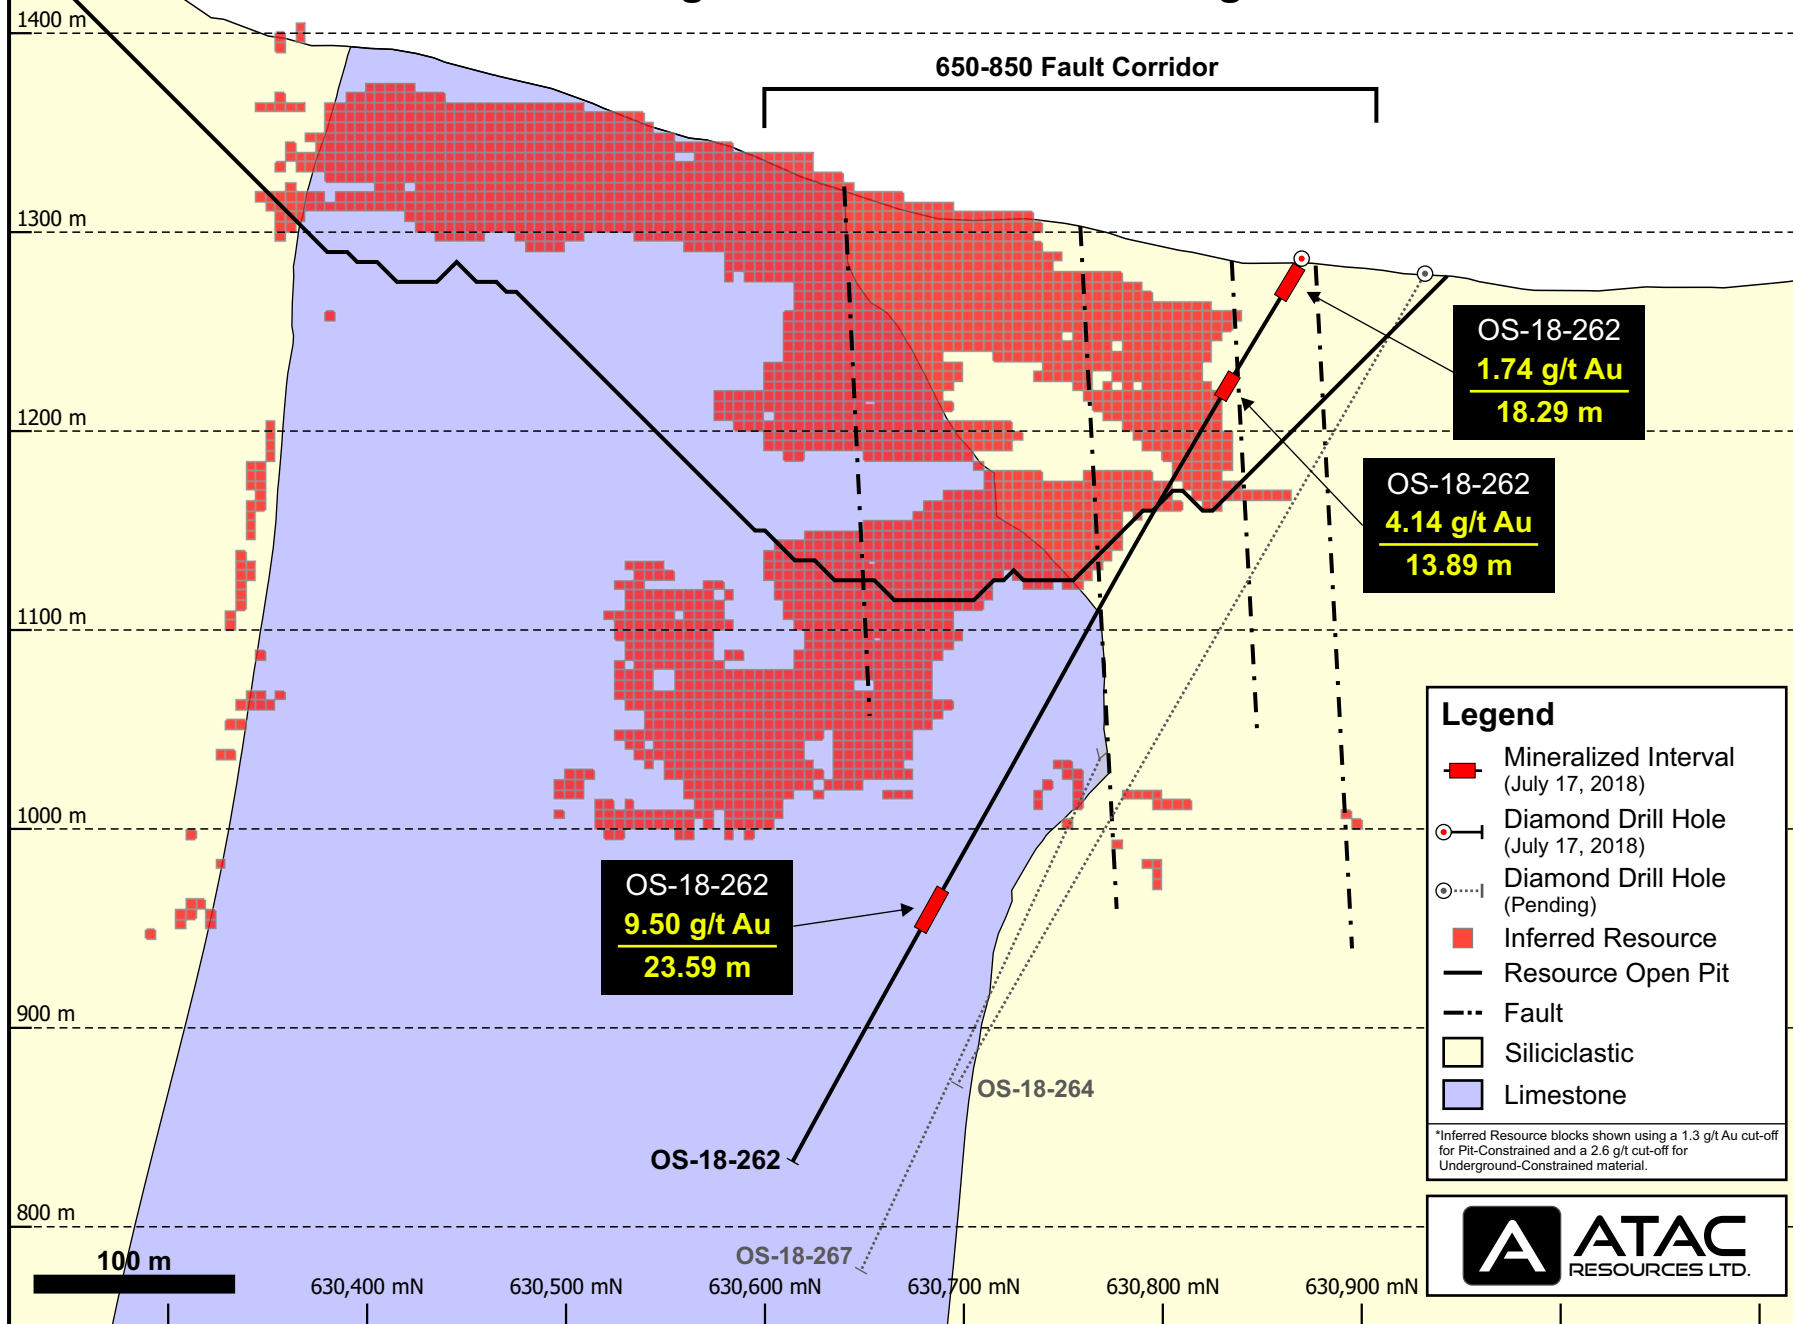 1400 m
650-850 Fault Corridor
1300 m
OS-18-262
1.74 g/t Au
18.29 m
1200 m
OS-18-262
4.14 g/t Au
13.89 m
1100 m
1000 m
OS-18-262
9.50 g/t Au
23.59 m
900 m
OS-18-264
OS-18-262
800 m
OS-18-267
100 m
630,400 mN
630,500 mN
630,600 mN
630,700 mN
630,800 mN
630,900 mN
Legend
Mineralized Interval
(July 17, 2018)
Diamond Drill Hole
(July 17, 2018)
Diamond Drill Hole
(Pending)
Inferred Resource
Resource Open Pit
Fault
Siliciclastic
Limestone
*Inferred Resource blocks shown using a 1.3 g/t Au cut-off
for Pit-Constrained and a 2.6 g/t cut-off for
Underground-Constrained material.
A ATAC
RESOURCES LTD.